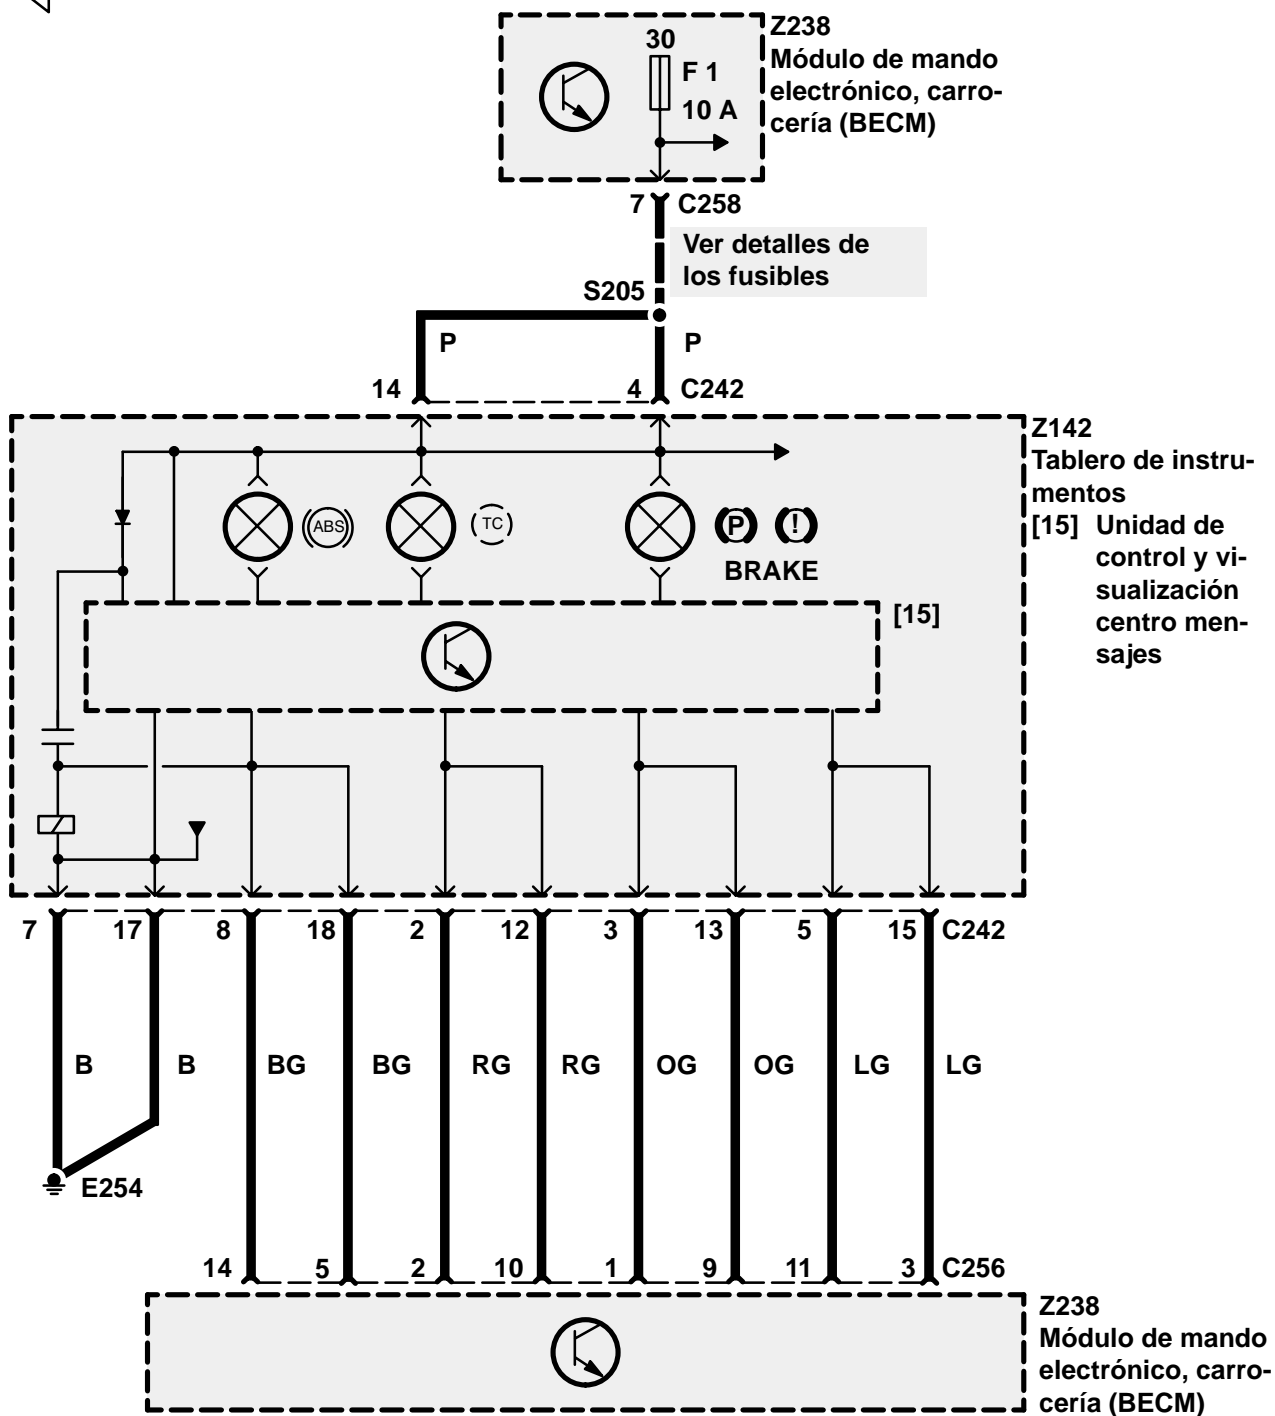 Z238
Módulo de mando
electrónico, carro-
cería (BECM)
30
F 1
10 A
7 C258
Ver detalles de
los fusibles
S205
P P
14 4 C242
Z142
Tablero de instru-
mentos
[15] Unidad de
control y vi-
sualización
centro men-
sajes
ABS TC P !
BRAKE
[15]
7 17 8 18 2 12 3 13 5 15 C242
B B BG BG RG RG OG OG LG LG
E254
14 5 2 10 1 9 11 3 C256
Z238
Módulo de mando
electrónico, carro-
cería (BECM)